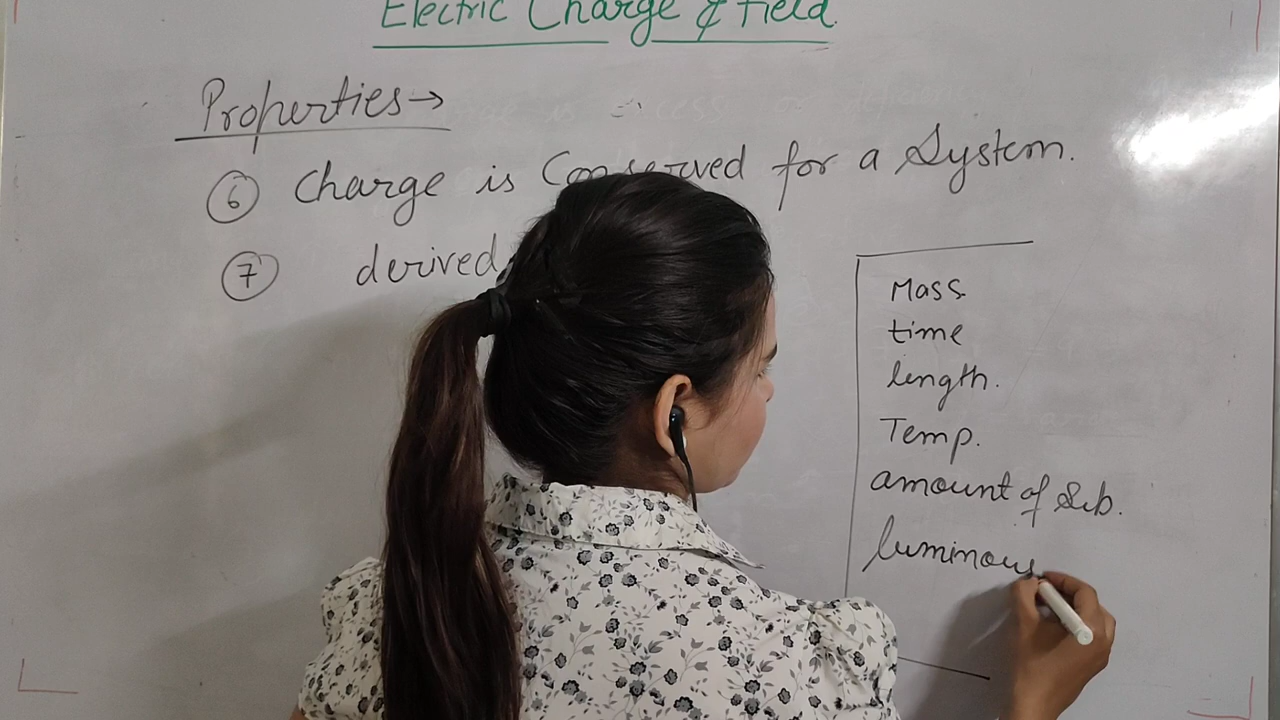 Electric Charge & Field.
Properties→
6 Charge is Conserved for a System.
7 derived
Mass
time
length.
Temp.
amount of Sub.
luminous